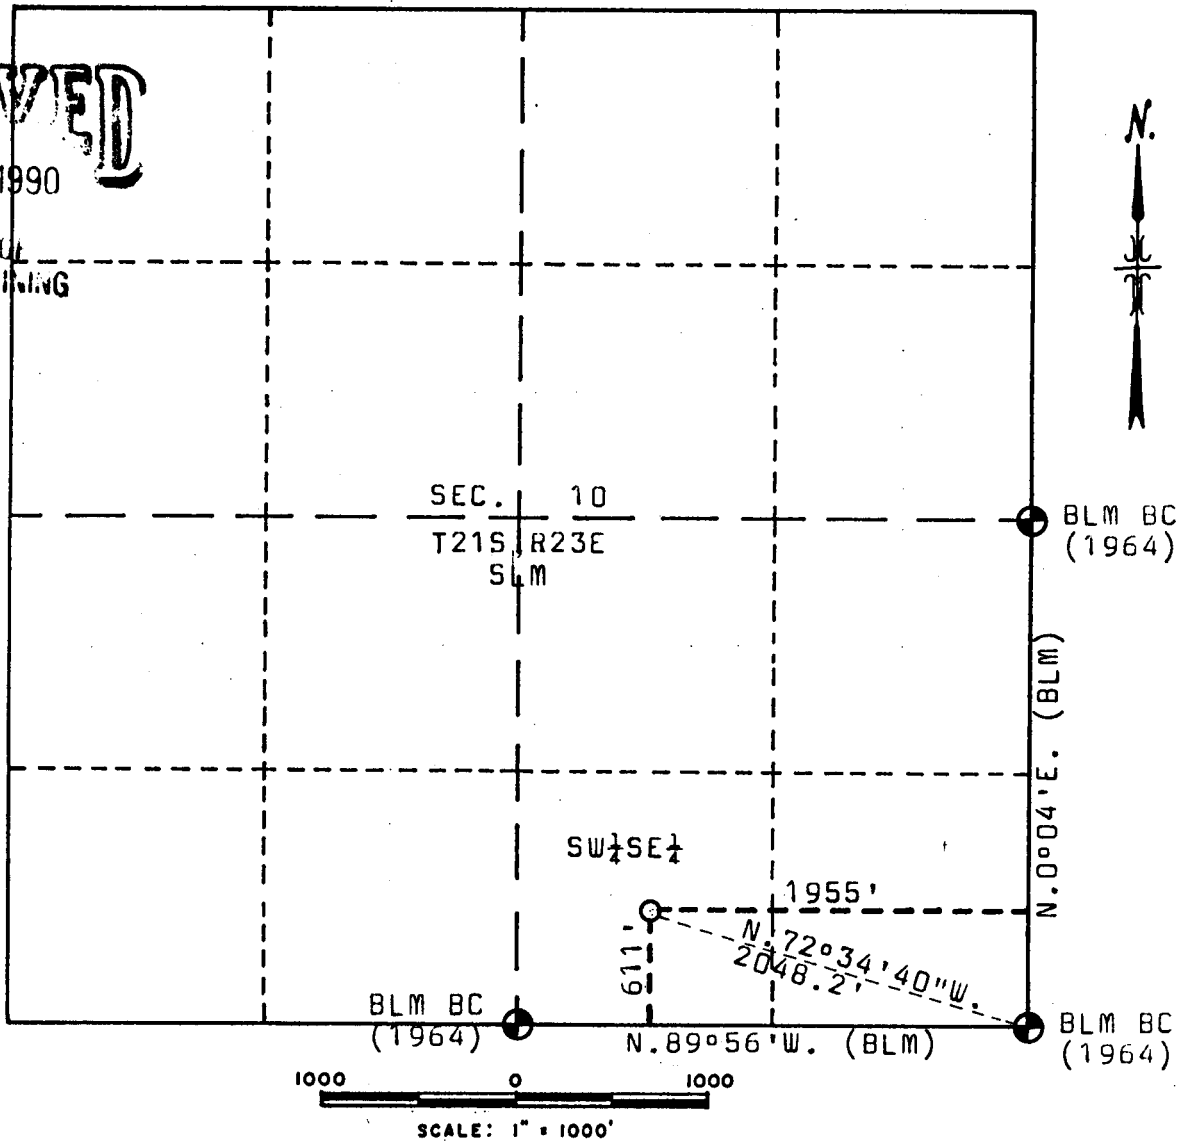 1990
N.
SEC. 10
T21S, R23E
SLM
BLM BC
(1964)
N.0°04'E. (BLM)
SW¼SE¼
1955'
611'
N.72°34'40"W.
2048.2'
BLM BC
(1964)
N.89°56'W. (BLM)
BLM BC
(1964)
1000 0 1000
SCALE: 1" = 1000'